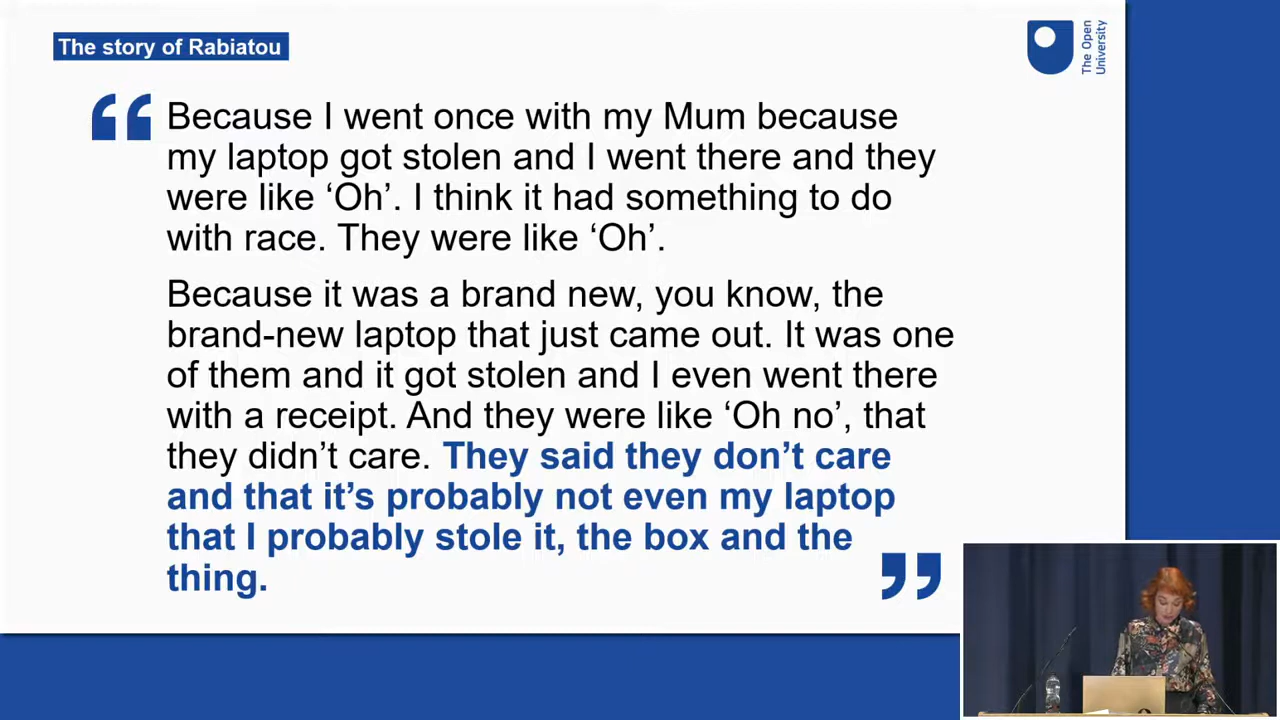 The story of Rabiatou
The Open
University
“
Because I went once with my Mum because
my laptop got stolen and I went there and they
were like ‘Oh’. I think it had something to do
with race. They were like ‘Oh’.
Because it was a brand new, you know, the
brand-new laptop that just came out. It was one
of them and it got stolen and I even went there
with a receipt. And they were like ‘Oh no’, that
they didn’t care. They said they don’t care
and that it’s probably not even my laptop
that I probably stole it, the box and the
thing.
”